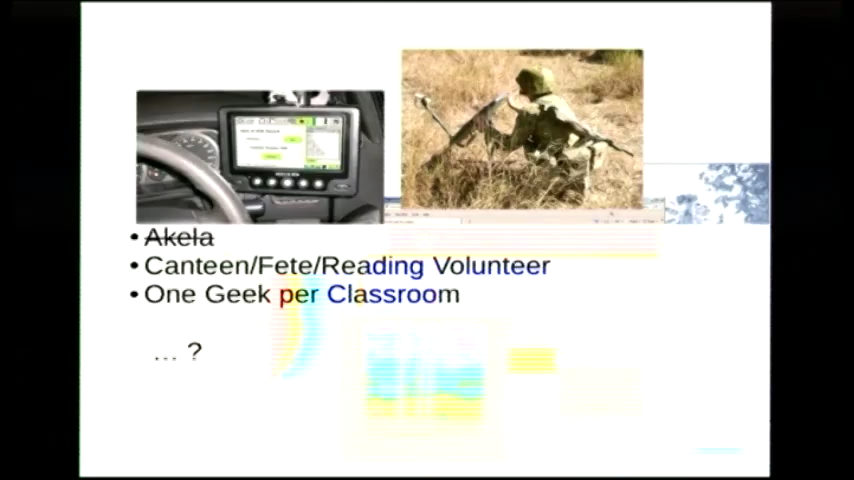 • Akela
• Canteen/Fete/Reading Volunteer
• One Geek per Classroom
... ?